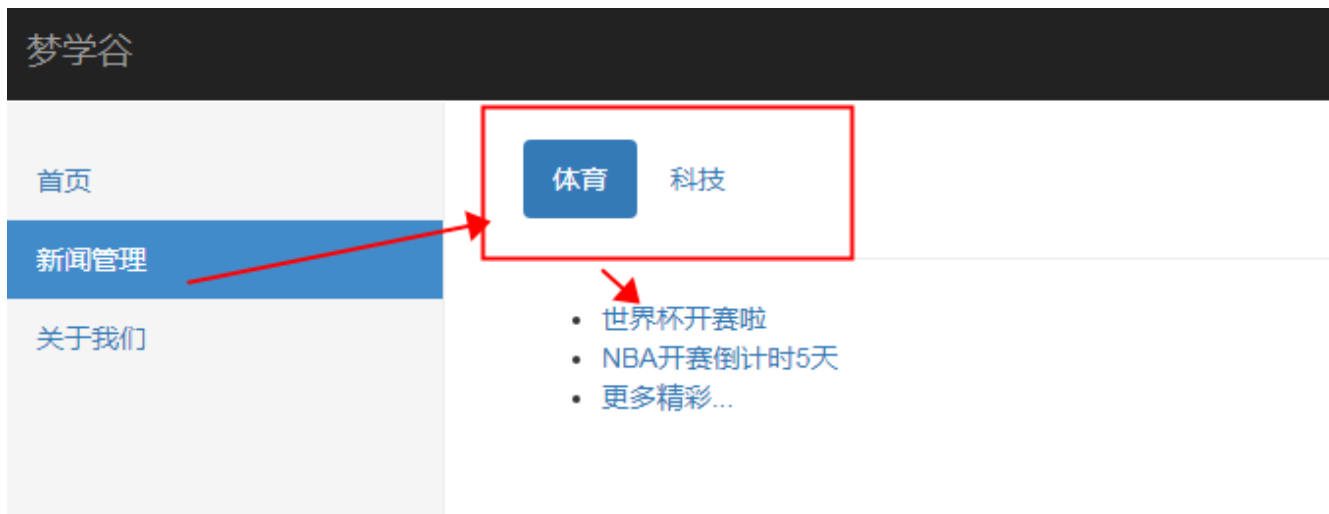 梦学谷
首页
新闻管理
关于我们
体育 科技
世界杯开赛啦
NBA开赛倒计时5天
更多精彩...